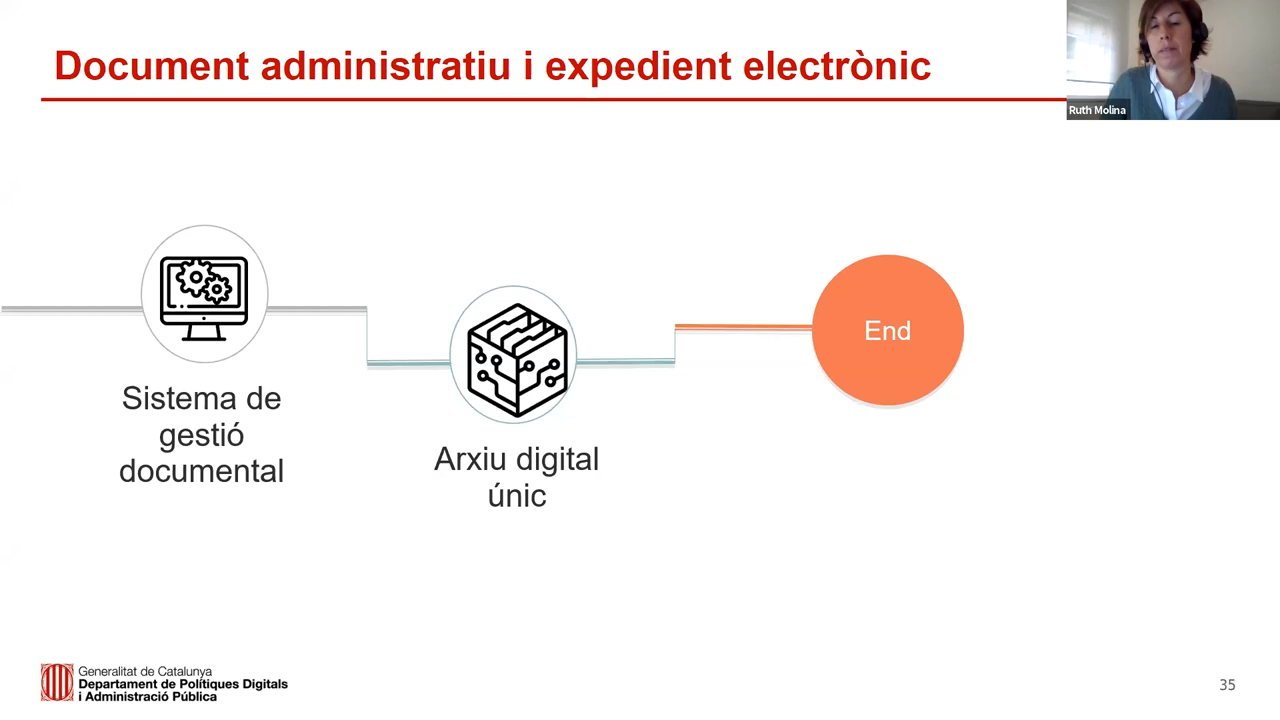 Document administratiu i expedient electrònic
Ruth Molina
End
Sistema de
gestió
documental
Arxiu digital
únic
Generalitat de Catalunya
Departament de Polítiques Digitals
i Administració Pública
35